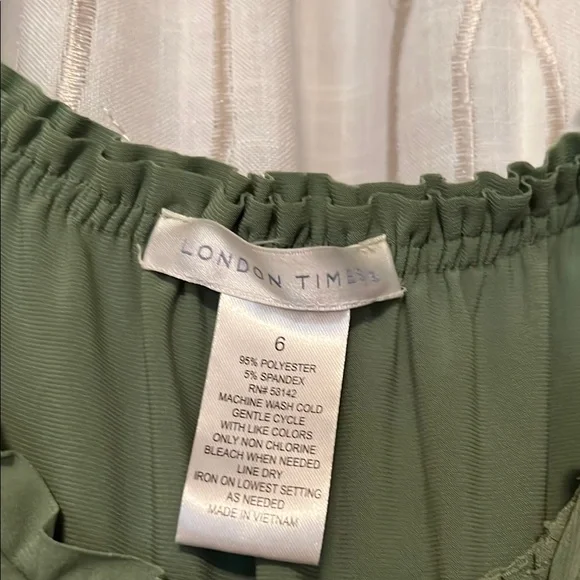 LONDON TIMES
6
95% POLYESTER
5% SPANDEX
RN# 58142
MACHINE WASH COLD
GENTLE CYCLE
WITH LIKE COLORS
ONLY NON CHLORINE
BLEACH WHEN NEEDED
LINE DRY
IRON ON LOWEST SETTING
AS NEEDED
MADE IN VIETNAM